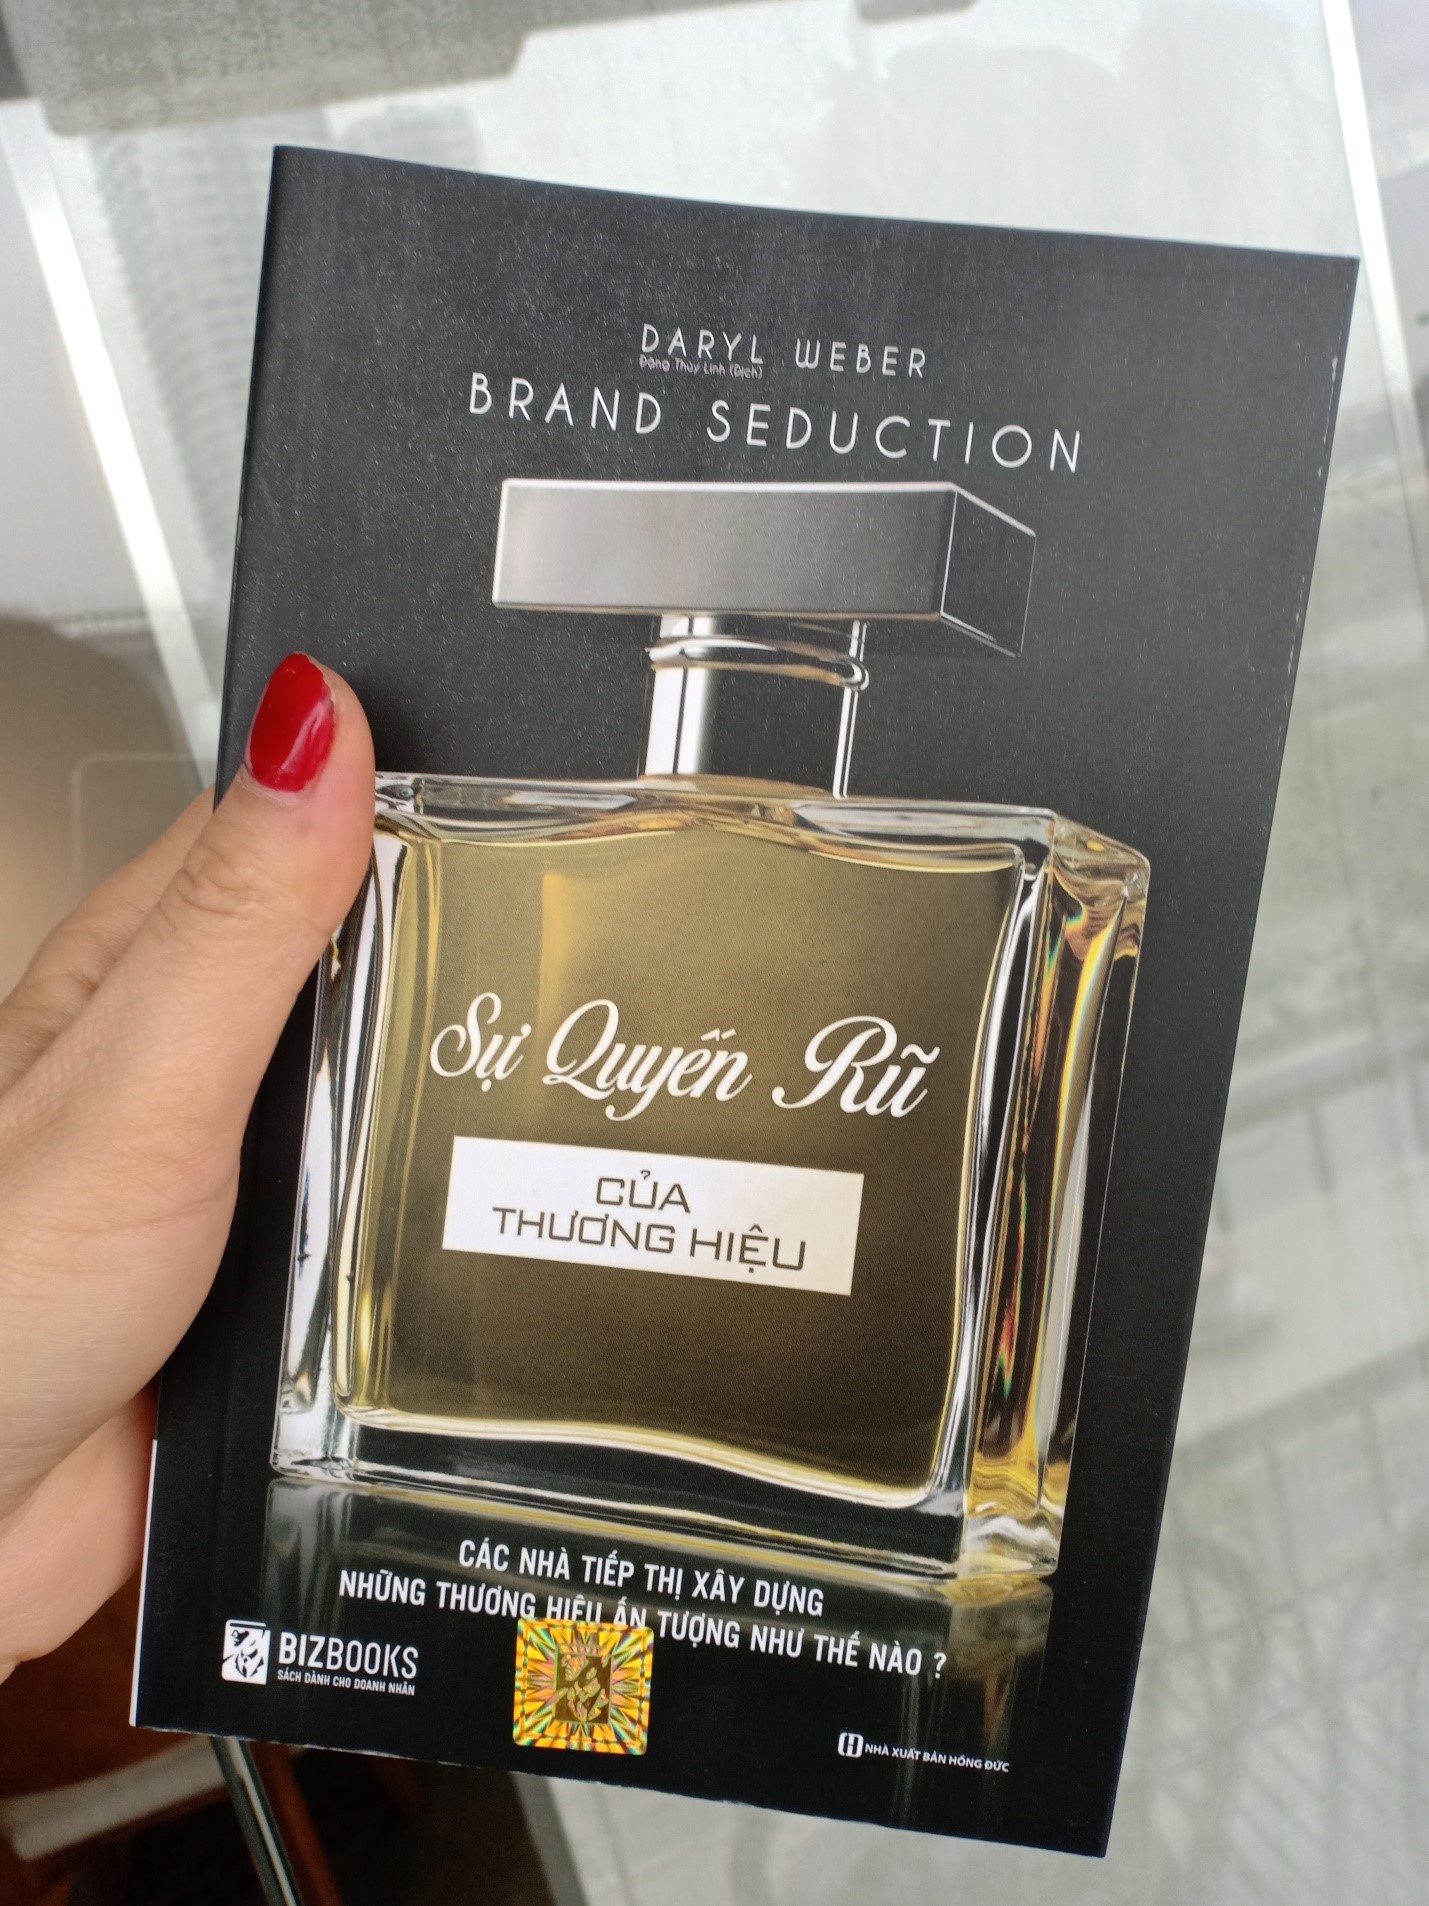 DARYL WEBER
Đặng Thùy Linh (Dịch)
BRAND SEDUCTION
Sự Quyến Rũ
CỦA
THƯƠNG HIỆU
CÁC NHÀ TIẾP THỊ XÂY DỰNG
NHỮNG THƯƠNG HIỆU ẤN TƯỢNG NHƯ THẾ NÀO ?
BIZBOOKS
SÁCH DÀNH CHO DOANH NHÂN
NHÀ XUẤT BẢN HỒNG ĐỨC